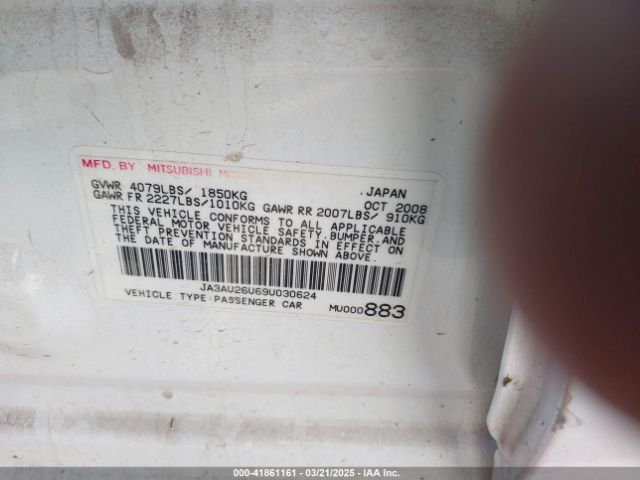 MFD. BY MITSUBISHI MOTORS
, JAPAN
GVWR 4079LBS/ 1850KG OCT 2008
GAWR FR 2227LBS/1010KG GAWR RR 2007LBS/ 910KG
THIS VEHICLE CONFORMS TO ALL APPLICABLE
FEDERAL MOTOR VEHICLE SAFETY, BUMPER, AND
THEFT PREVENTION STANDARDS IN EFFECT ON
THE DATE OF MANUFACTURE SHOWN ABOVE.
JA3AU26U69U030624
VEHICLE TYPE: PASSENGER CAR MU000883
000-41861161 | 03/21/2025 | IAA Inc.